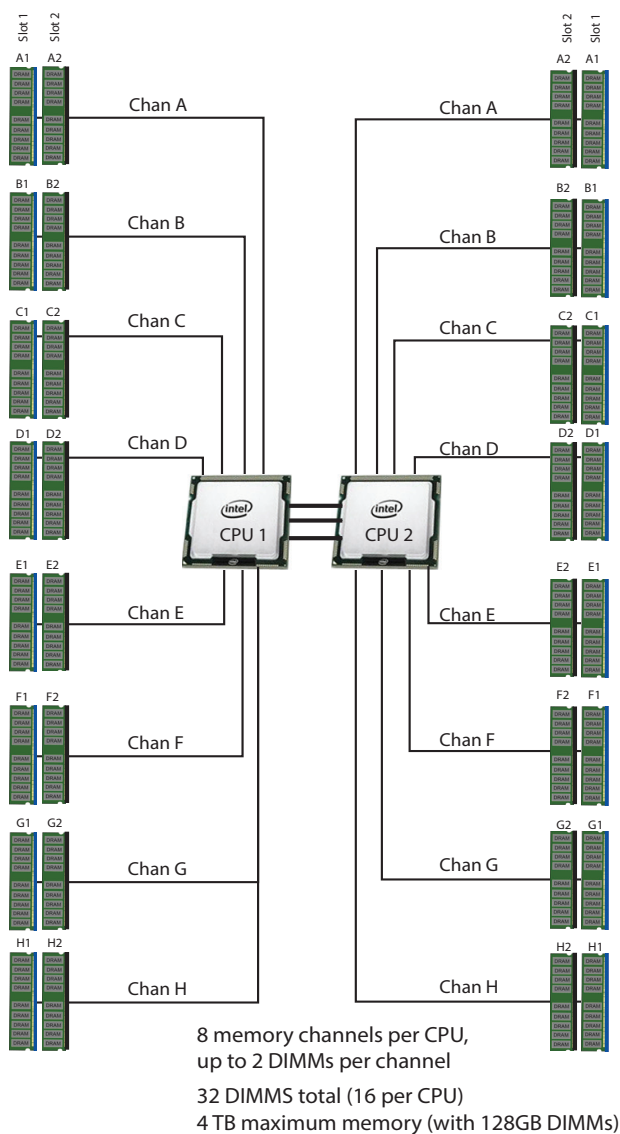 Slot 1
Slot 2
Slot 2
Slot 1
A1 A2
A2 A1
DRAM
Chan A
Chan A
B1 B2
B2 B1
Chan B
Chan B
C1 C2
C2 C1
Chan C
Chan C
D1 D2
D2 D1
Chan D
Chan D
intel
CPU 1
intel
CPU 2
E1 E2
E2 E1
Chan E
Chan E
F1 F2
F2 F1
Chan F
Chan F
G1 G2
G2 G1
Chan G
Chan G
H1 H2
H2 H1
Chan H
Chan H
8 memory channels per CPU,
up to 2 DIMMs per channel
32 DIMMS total (16 per CPU)
4 TB maximum memory (with 128GB DIMMs)